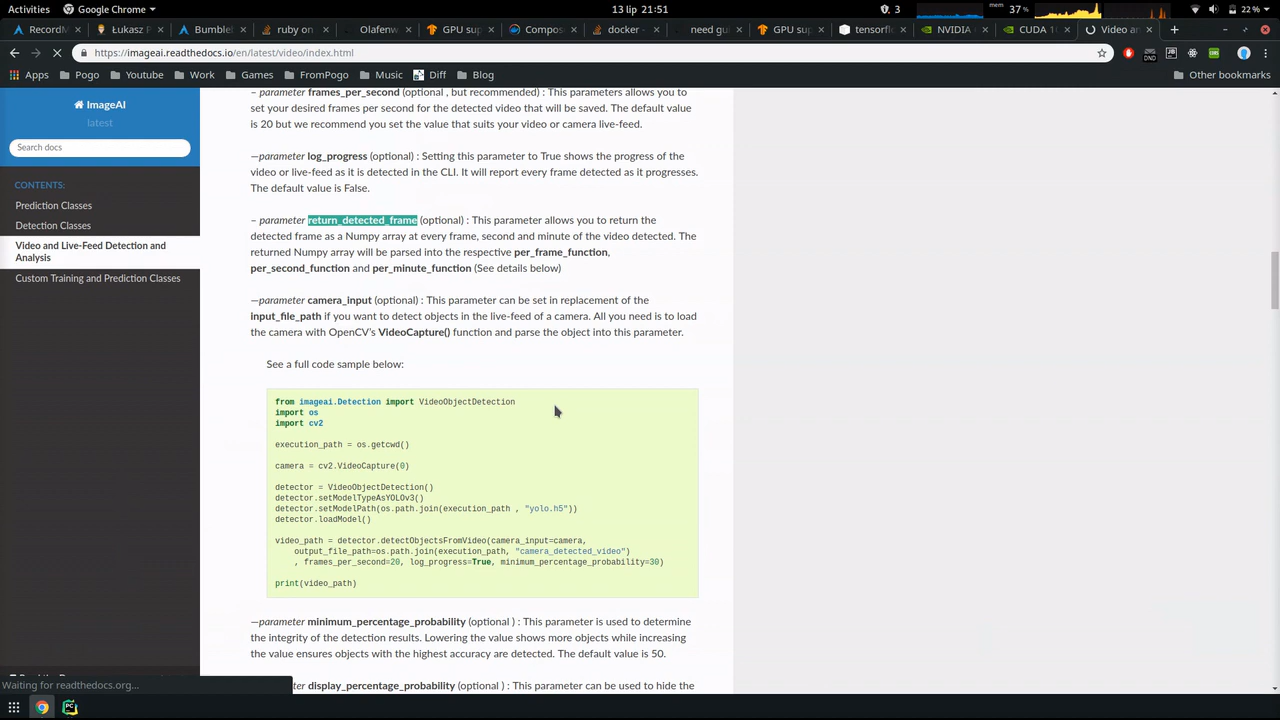 Activities Google Chrome 13 lip 21:51 3 mem 37 % 22 %
RecordM Łukasz P Bumbleb ruby on Olafenv GPU sup Compos docker - need gui GPU sup tensorfle NVIDIA CUDA 10 Video an
https://imageai.readthedocs.io/en/latest/video/index.html
Apps Pogo Youtube Work Games FromPogo Music Diff Blog Other bookmarks
ImageAI
latest
Search docs
CONTENTS:
Prediction Classes
Detection Classes
Video and Live-Feed Detection and
Analysis
Custom Training and Prediction Classes
– parameter frames_per_second (optional , but recommended) : This parameters allows you to
set your desired frames per second for the detected video that will be saved. The default value
is 20 but we recommend you set the value that suits your video or camera live-feed.
—parameter log_progress (optional) : Setting this parameter to True shows the progress of the
video or live-feed as it is detected in the CLI. It will report every frame detected as it progresses.
The default value is False.
– parameter return_detected_frame (optional) : This parameter allows you to return the
detected frame as a Numpy array at every frame, second and minute of the video detected. The
returned Numpy array will be parsed into the respective per_frame_function,
per_second_function and per_minute_function (See details below)
—parameter camera_input (optional) : This parameter can be set in replacement of the
input_file_path if you want to detect objects in the live-feed of a camera. All you need is to load
the camera with OpenCV's VideoCapture() function and parse the object into this parameter.
See a full code sample below:
from imageai.Detection import VideoObjectDetection
import os
import cv2
execution_path = os.getcwd()
camera = cv2.VideoCapture(0)
detector = VideoObjectDetection()
detector.setModelTypeAsYOLOv3()
detector.setModelPath(os.path.join(execution_path , "yolo.h5"))
detector.loadModel()
video_path = detector.detectObjectsFromVideo(camera_input=camera,
output_file_path=os.path.join(execution_path, "camera_detected_video")
, frames_per_second=20, log_progress=True, minimum_percentage_probability=30)
print(video_path)
—parameter minimum_percentage_probability (optional ) : This parameter is used to determine
the integrity of the detection results. Lowering the value shows more objects while increasing
the value ensures objects with the highest accuracy are detected. The default value is 50.
display_percentage_probability (optional ) : This parameter can be used to hide the
Waiting for readthedocs.org...